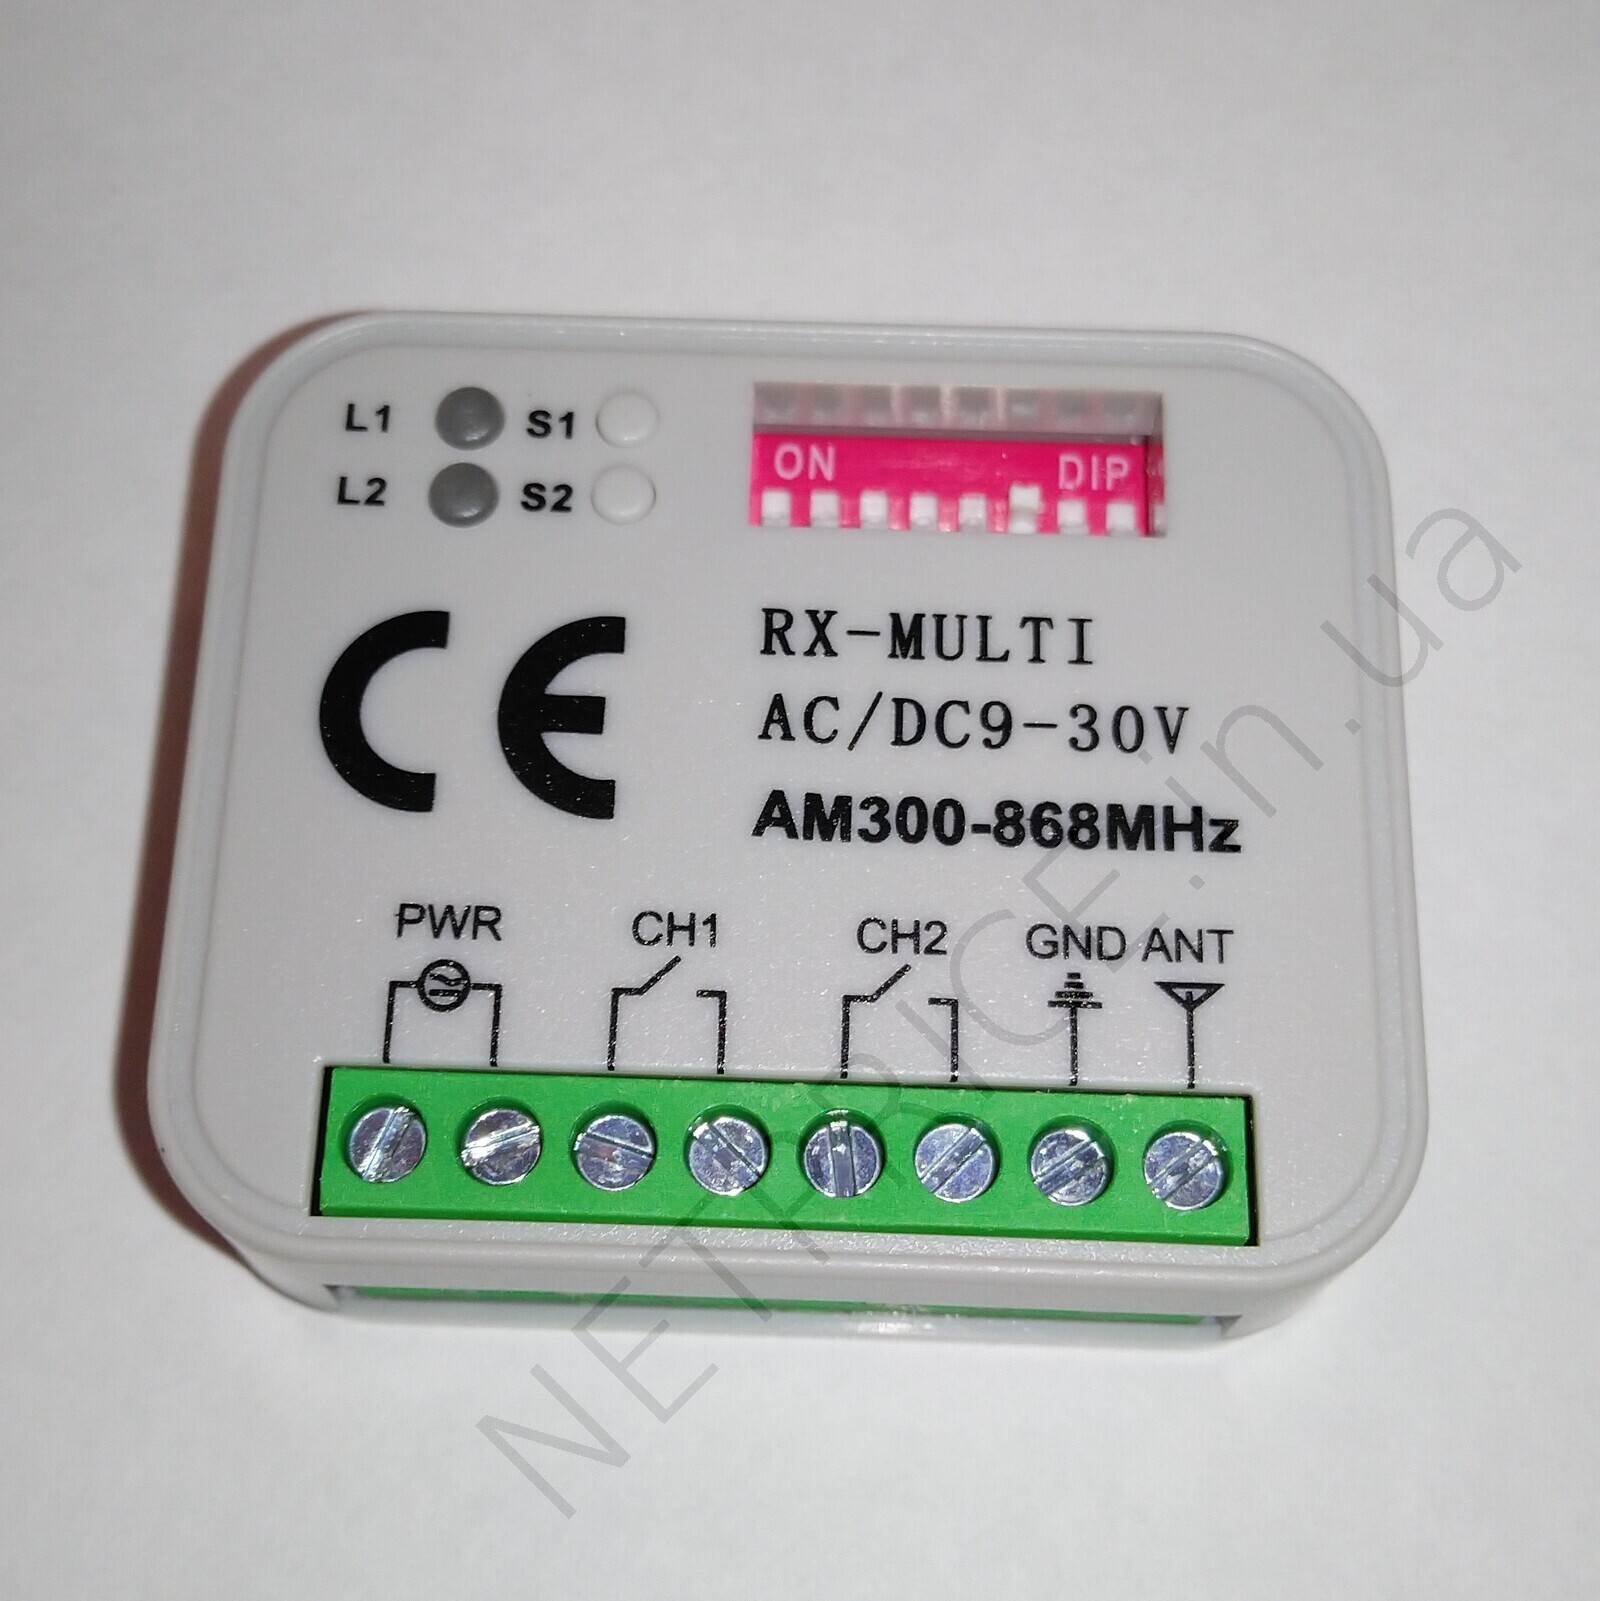 L1 S1
L2 S2
ON DIP
CE
RX-MULTI
AC/DC9-30V
AM300-868MHz
PWR CH1 CH2 GND ANT
NETPRICE.in.ua